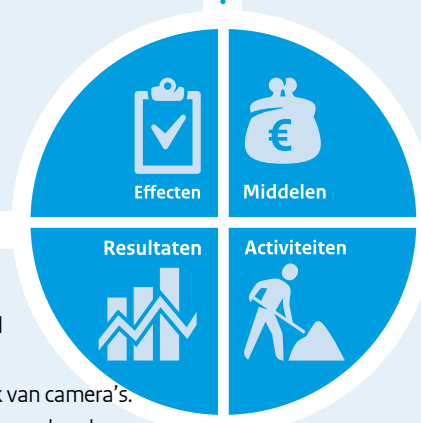 €
Effecten
Middelen
Resultaten
Activiteiten
van camera's.